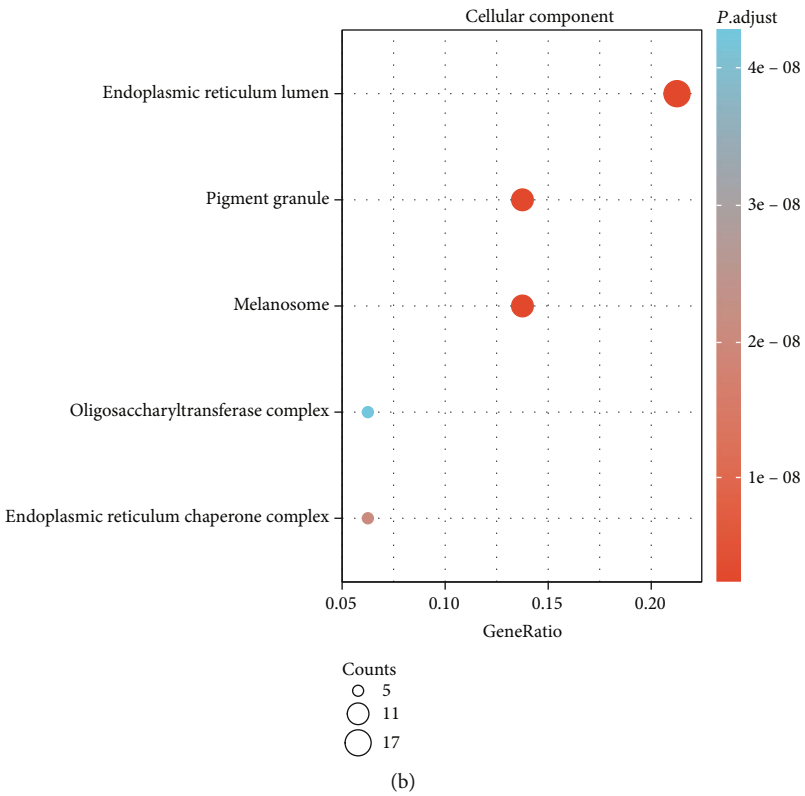 Cellular component
P.adjust
Endoplasmic reticulum lumen
Pigment granule
Melanosome
Oligosaccharyltransferase complex
Endoplasmic reticulum chaperone complex
4e – 08
3e – 08
2e – 08
1e – 08
0.05 0.10 0.15 0.20
GeneRatio
Counts
5
11
17
(b)